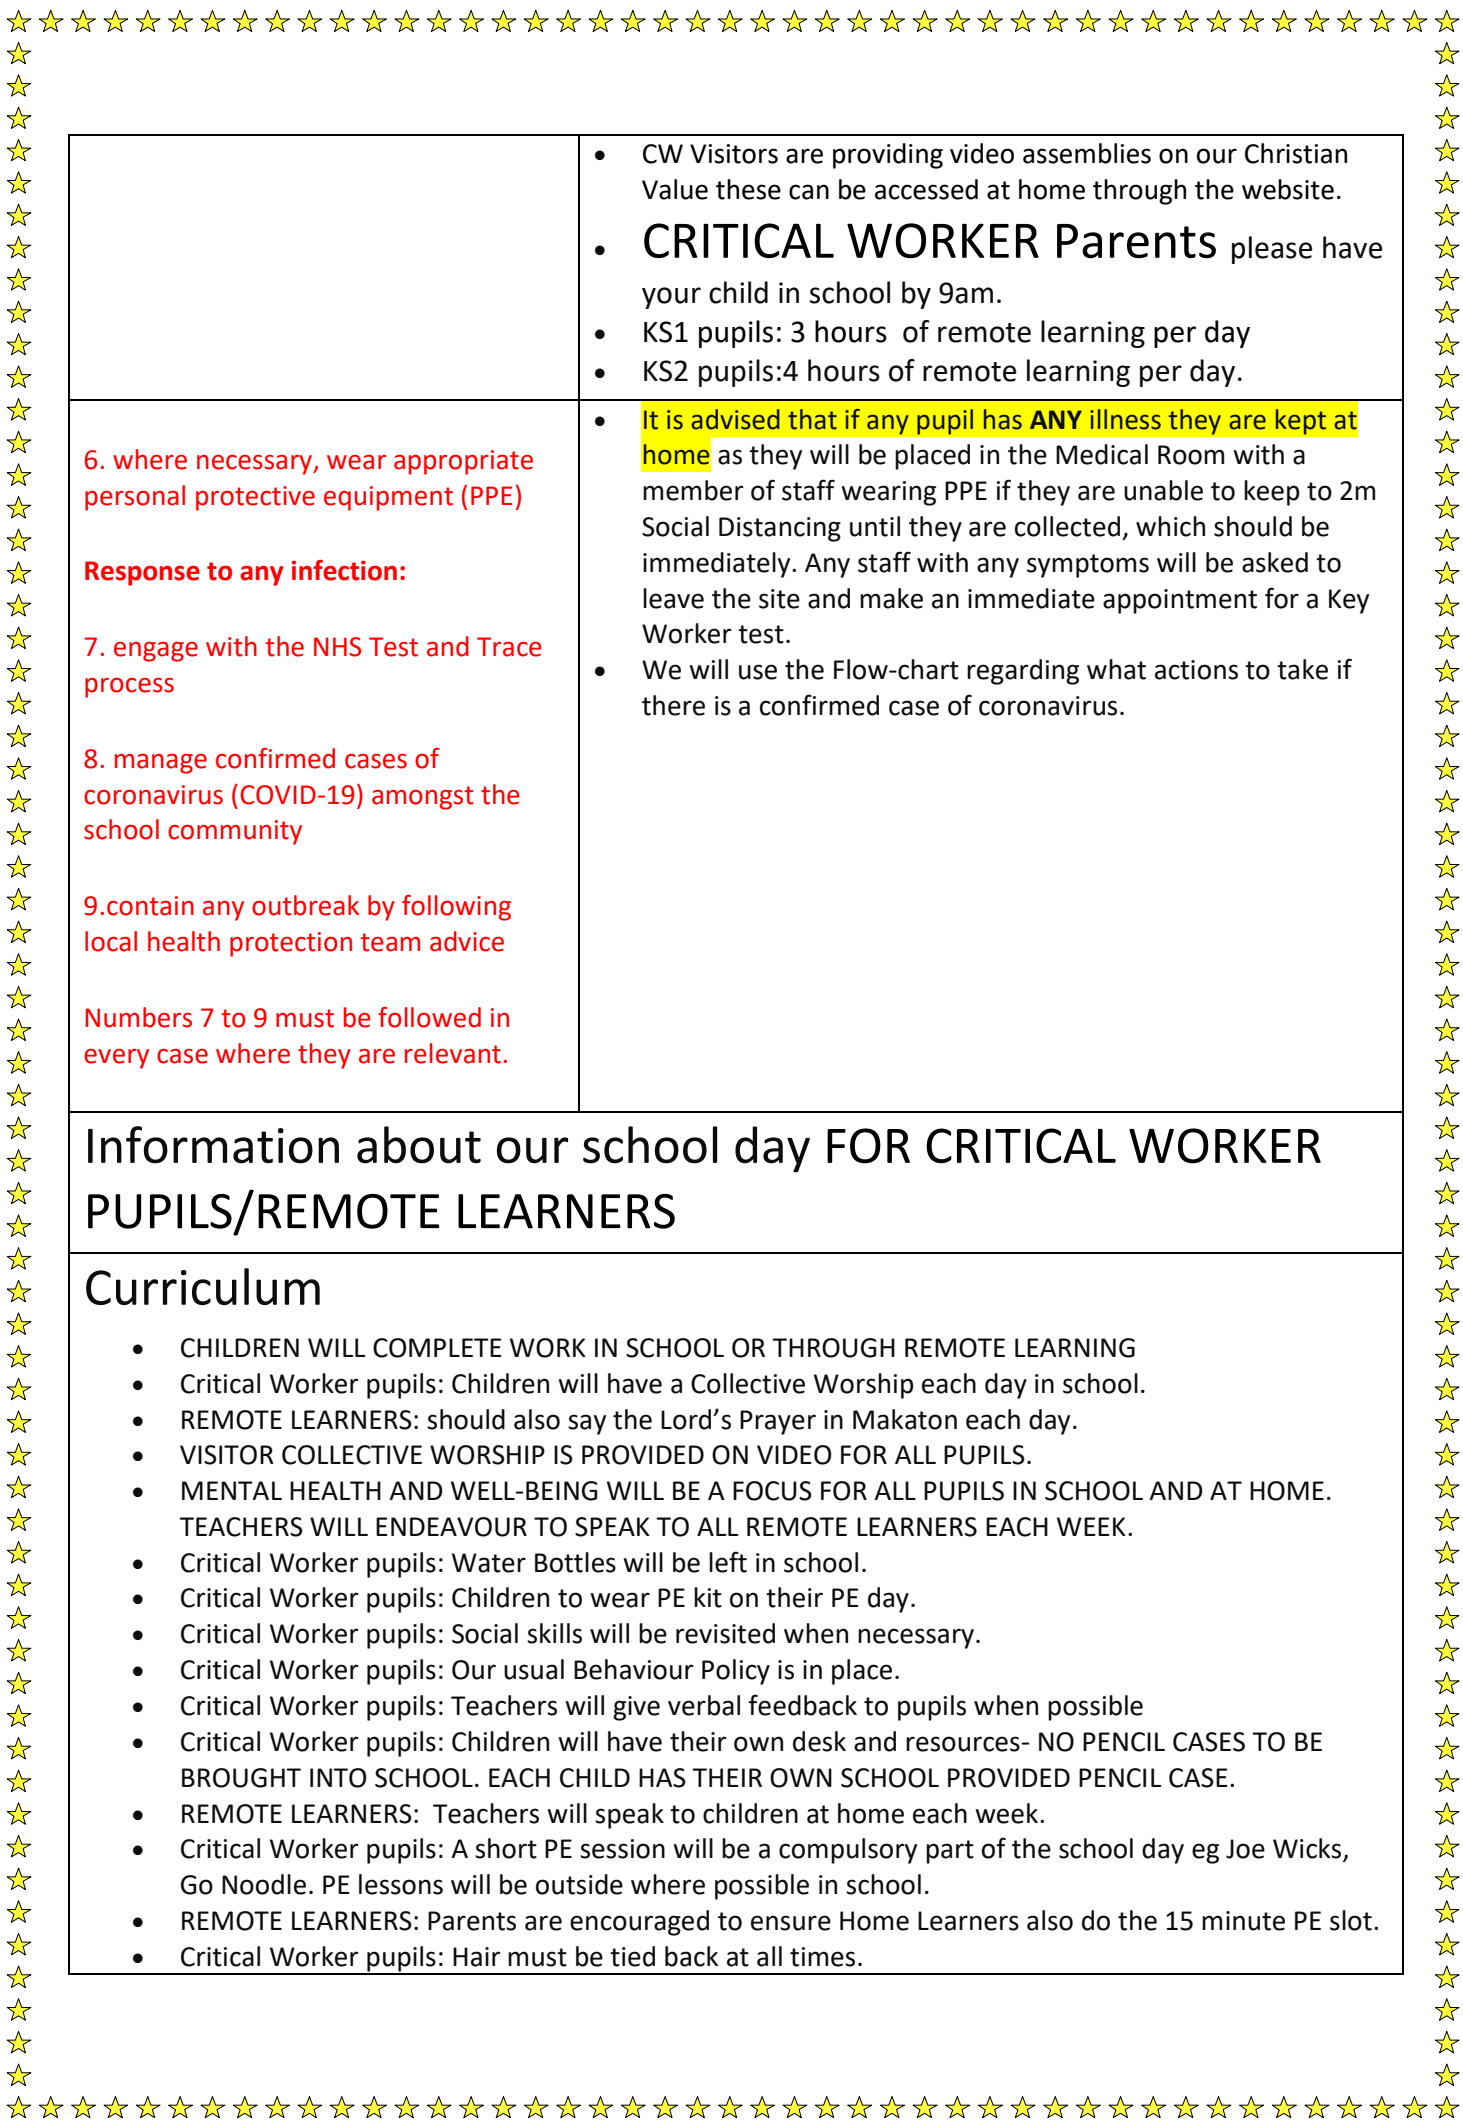 CW Visitors are providing video assemblies on our Christian
Value these can be accessed at home through the website.
CRITICAL WORKER Parents please have
your child in school by 9am.
KS1 pupils: 3 hours  of remote learning per day
KS2 pupils:4 hours of remote learning per day.
6. where necessary, wear appropriate
personal protective equipment (PPE)
Response to any infection:
7. engage with the NHS Test and Trace
process
8. manage confirmed cases of
coronavirus (COVID-19) amongst the
school community
9.contain any outbreak by following
local health protection team advice
Numbers 7 to 9 must be followed in
every case where they are relevant.
It is advised that if any pupil has ANY illness they are kept at
home as they will be placed in the Medical Room with a
member of staff wearing PPE if they are unable to keep to 2m
Social Distancing until they are collected, which should be
immediately. Any staff with any symptoms will be asked to
leave the site and make an immediate appointment for a Key
Worker test.
We will use the Flow-chart regarding what actions to take if
there is a confirmed case of coronavirus.
Information about our school day FOR CRITICAL WORKER
PUPILS/REMOTE LEARNERS
Curriculum
CHILDREN WILL COMPLETE WORK IN SCHOOL OR THROUGH REMOTE LEARNING
Critical Worker pupils: Children will have a Collective Worship each day in school.
REMOTE LEARNERS: should also say the Lord’s Prayer in Makaton each day.
VISITOR COLLECTIVE WORSHIP IS PROVIDED ON VIDEO FOR ALL PUPILS.
MENTAL HEALTH AND WELL-BEING WILL BE A FOCUS FOR ALL PUPILS IN SCHOOL AND AT HOME.
TEACHERS WILL ENDEAVOUR TO SPEAK TO ALL REMOTE LEARNERS EACH WEEK.
Critical Worker pupils: Water Bottles will be left in school.
Critical Worker pupils: Children to wear PE kit on their PE day.
Critical Worker pupils: Social skills will be revisited when necessary.
Critical Worker pupils: Our usual Behaviour Policy is in place.
Critical Worker pupils: Teachers will give verbal feedback to pupils when possible
Critical Worker pupils: Children will have their own desk and resources- NO PENCIL CASES TO BE
BROUGHT INTO SCHOOL. EACH CHILD HAS THEIR OWN SCHOOL PROVIDED PENCIL CASE.
REMOTE LEARNERS:  Teachers will speak to children at home each week.
Critical Worker pupils: A short PE session will be a compulsory part of the school day eg Joe Wicks,
Go Noodle. PE lessons will be outside where possible in school.
REMOTE LEARNERS: Parents are encouraged to ensure Home Learners also do the 15 minute PE slot.
Critical Worker pupils: Hair must be tied back at all times.